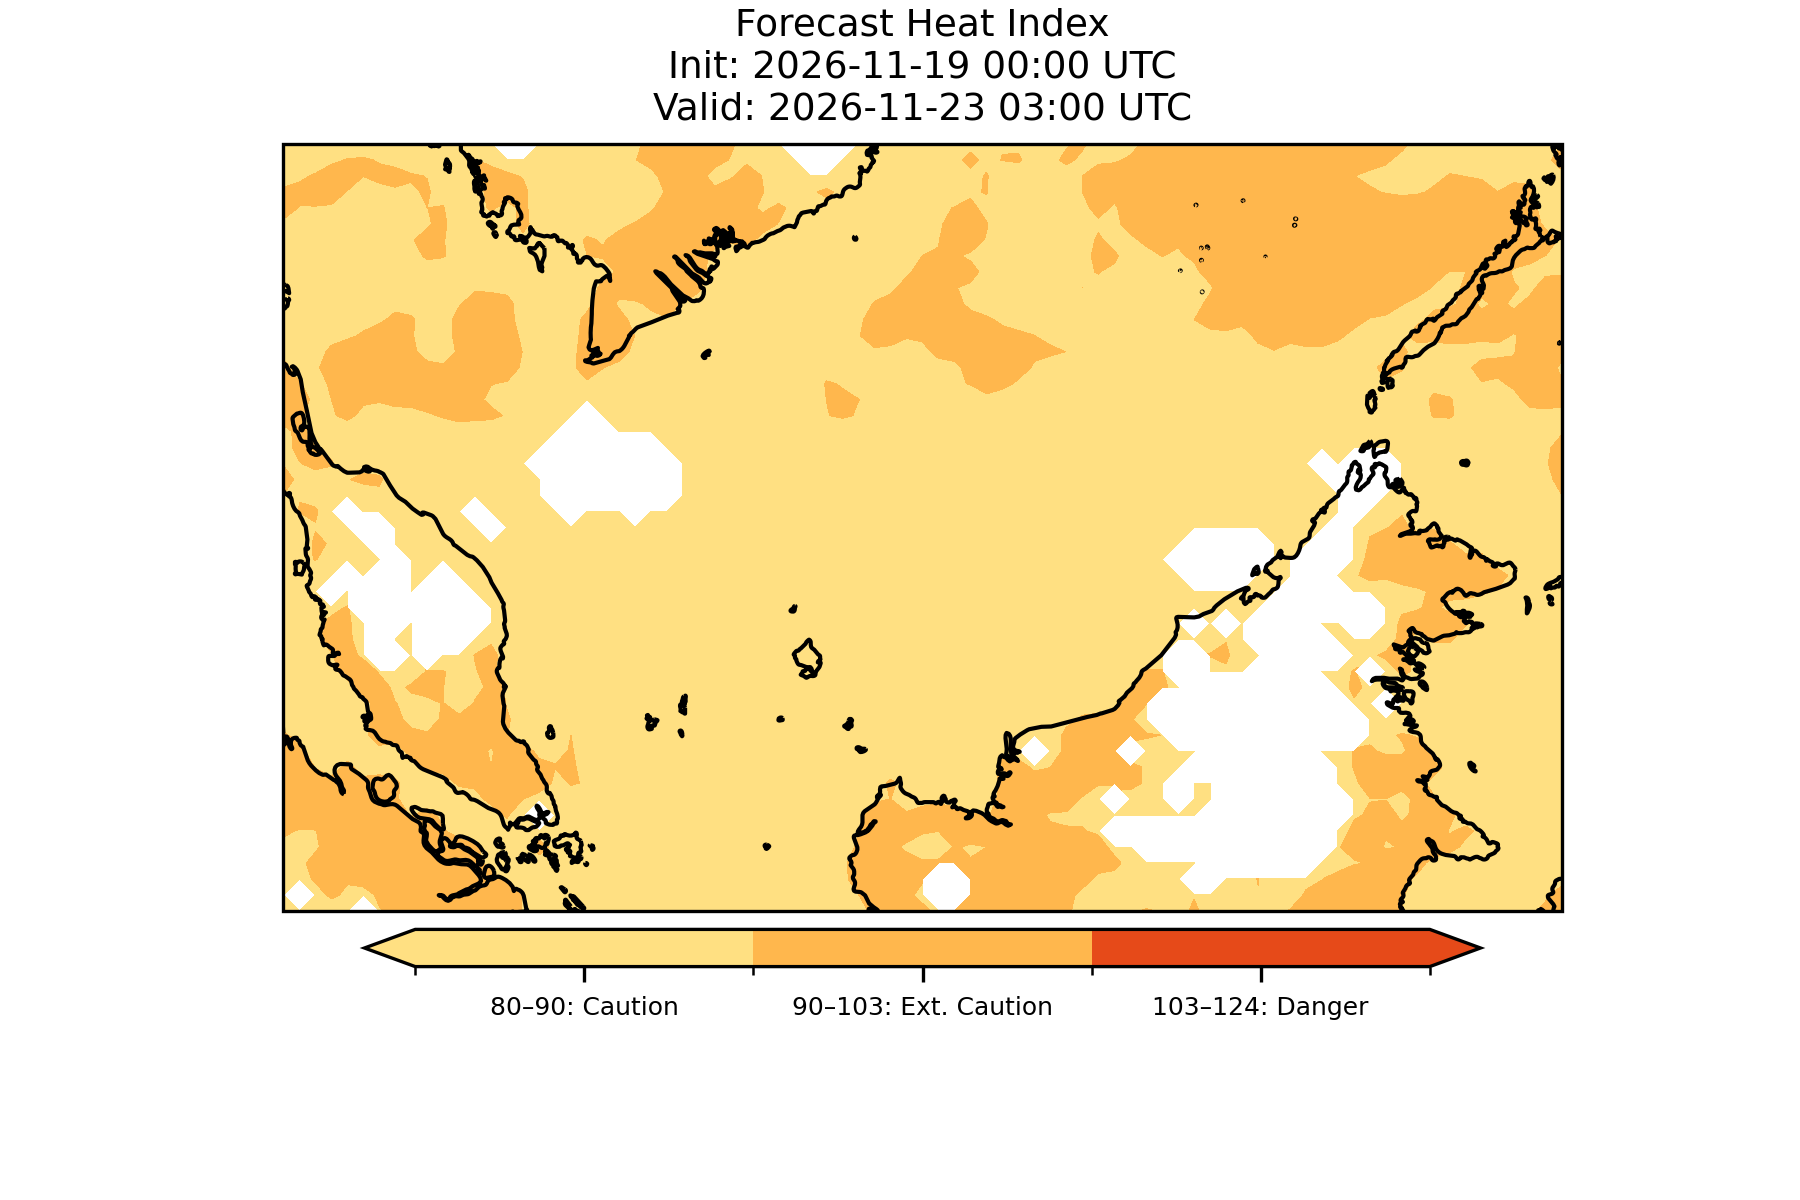 Forecast Heat Index
Init: 2026-11-19 00:00 UTC
Valid: 2026-11-23 03:00 UTC
80–90: Caution
90–103: Ext. Caution
103–124: Danger